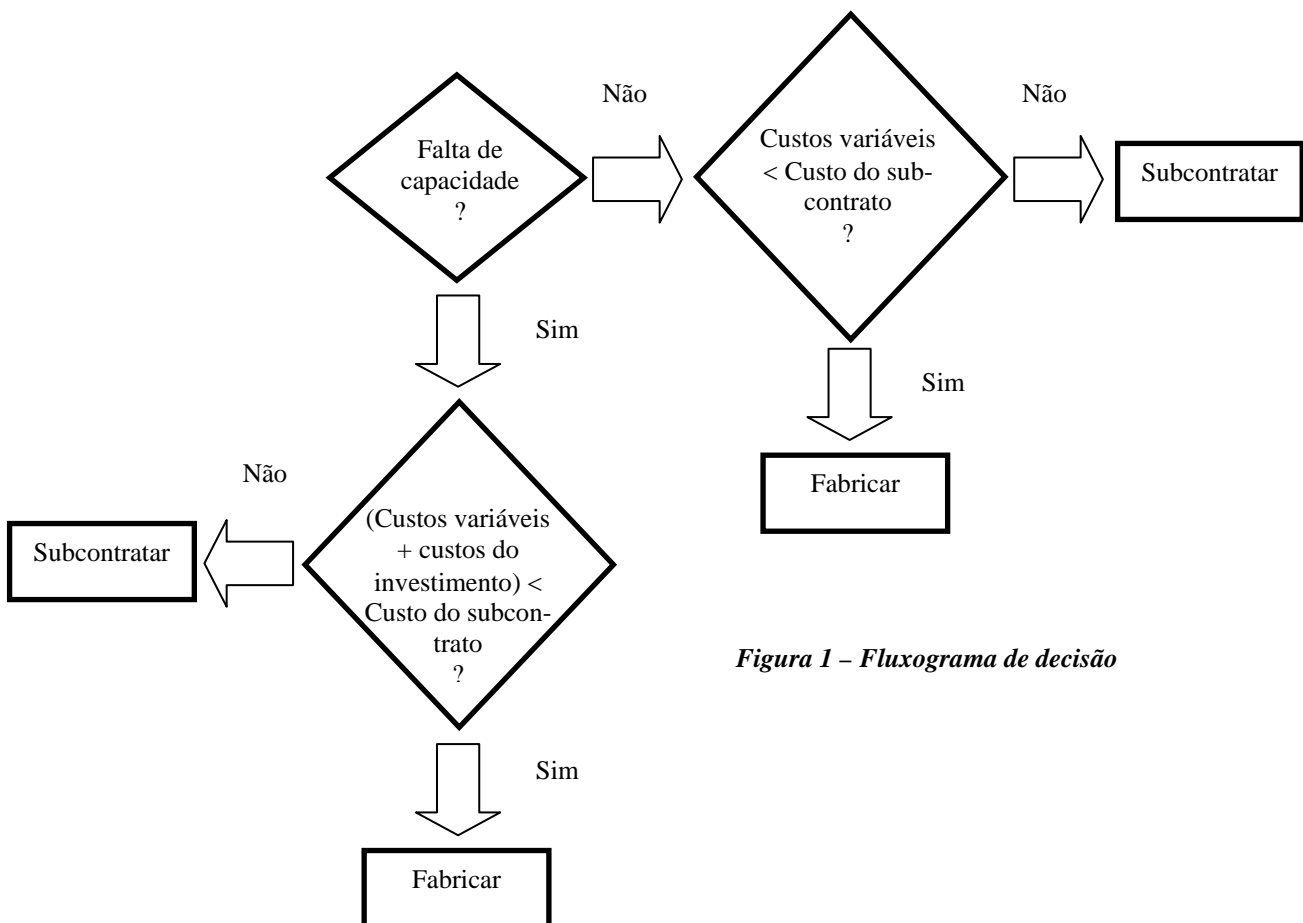 Falta de
capacidade
?
Não
Custos variáveis
< Custo do sub-
contrato
?
Não
Subcontratar
Sim
Fabricar
Sim
(Custos variáveis
+ custos do
investimento) <
Custo do subcon-
trato
?
Não
Subcontratar
Sim
Fabricar
Figura 1 – Fluxograma de decisão